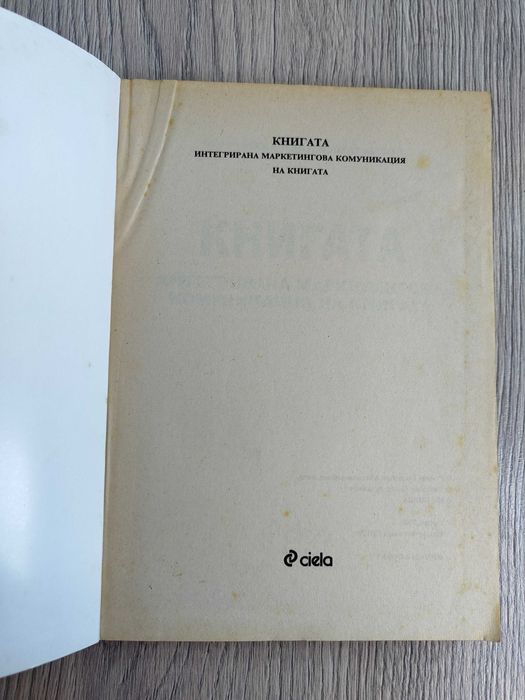 КНИГАТА
ИНТЕГРИРАНА МАРКЕТИНГОВА КОМУНИКАЦИЯ
НА КНИГАТА
ciela